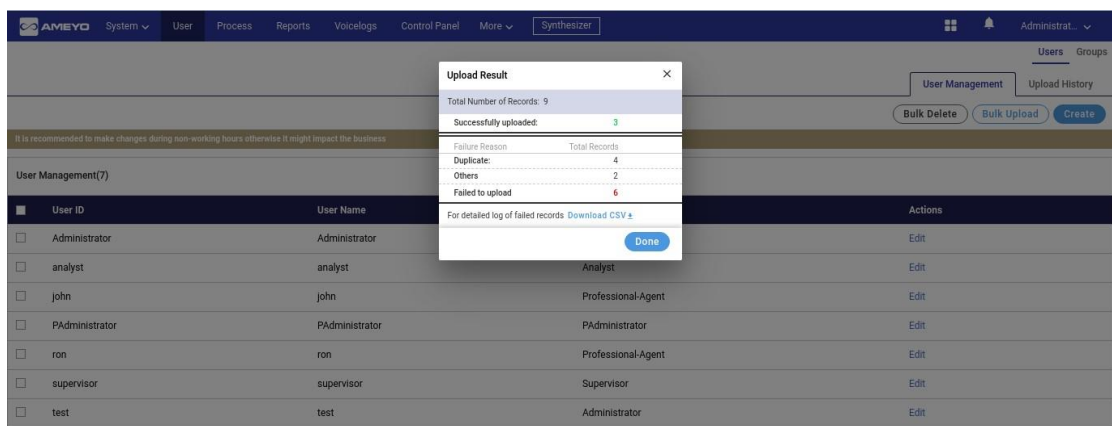 AMEYO System User Process Reports Voicelogs Control Panel More Synthesizer Administrat...
Users Groups
User Management Upload History
Bulk Delete Bulk Upload Create
It is recommended to make changes during non-working hours otherwise it might impact the business
User Management(7)
Upload Result
Total Number of Records: 9
Successfully uploaded: 3
Failure Reason Total Records
Duplicate: 4
Others 2
Failed to upload 6
For detailed log of failed records Download CSV
Done
User ID User Name Actions
Administrator Administrator Edit
analyst analyst Analyst Edit
john john Professional-Agent Edit
PAdministrator PAdministrator PAdministrator Edit
ron ron Professional-Agent Edit
supervisor supervisor Supervisor Edit
test test Administrator Edit